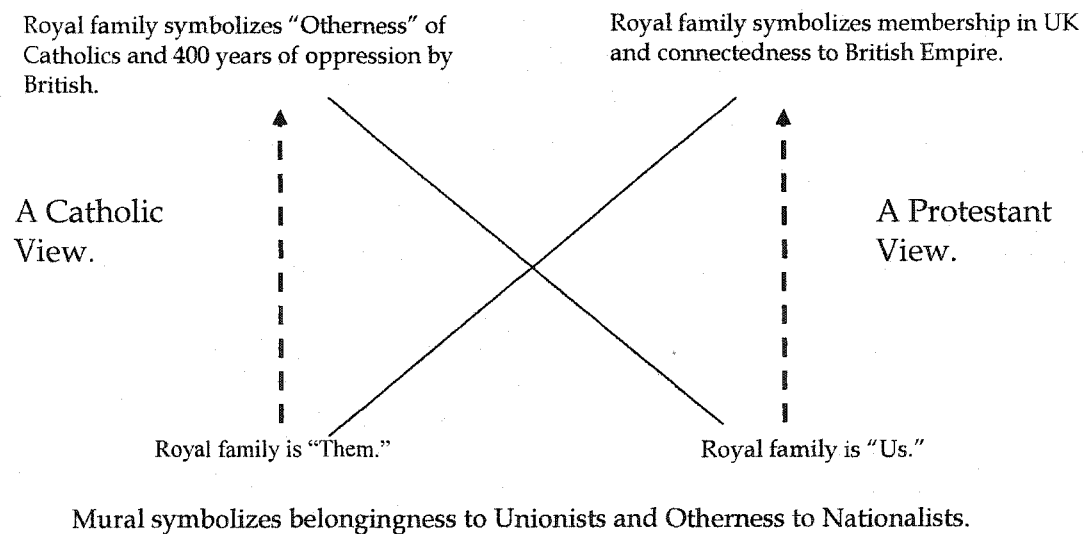 Royal family symbolizes “Otherness” of
Catholics and 400 years of oppression by
British.
Royal family symbolizes membership in UK
and connectedness to British Empire.
A Catholic
View.
A Protestant
View.
Royal family is “Them.”
Royal family is “Us.”
Mural symbolizes belongingness to Unionists and Otherness to Nationalists.